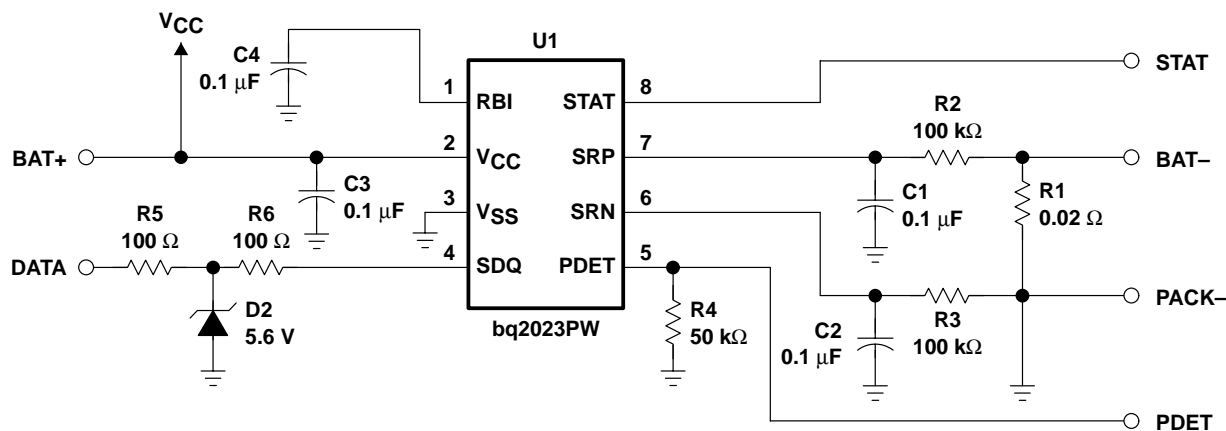 VCC
C4
0.1 μF
U1
1
RBI
STAT
8
STAT
R2
100 kΩ
BAT+
2
VCC
SRP
7
BAT–
C3
0.1 μF
C1
0.1 μF
R1
0.02 Ω
3
VSS
SRN
6
R5
100 Ω
R6
100 Ω
DATA
4
SDQ
PDET
5
PACK–
D2
5.6 V
R4
50 kΩ
C2
0.1 μF
R3
100 kΩ
bq2023PW
PDET